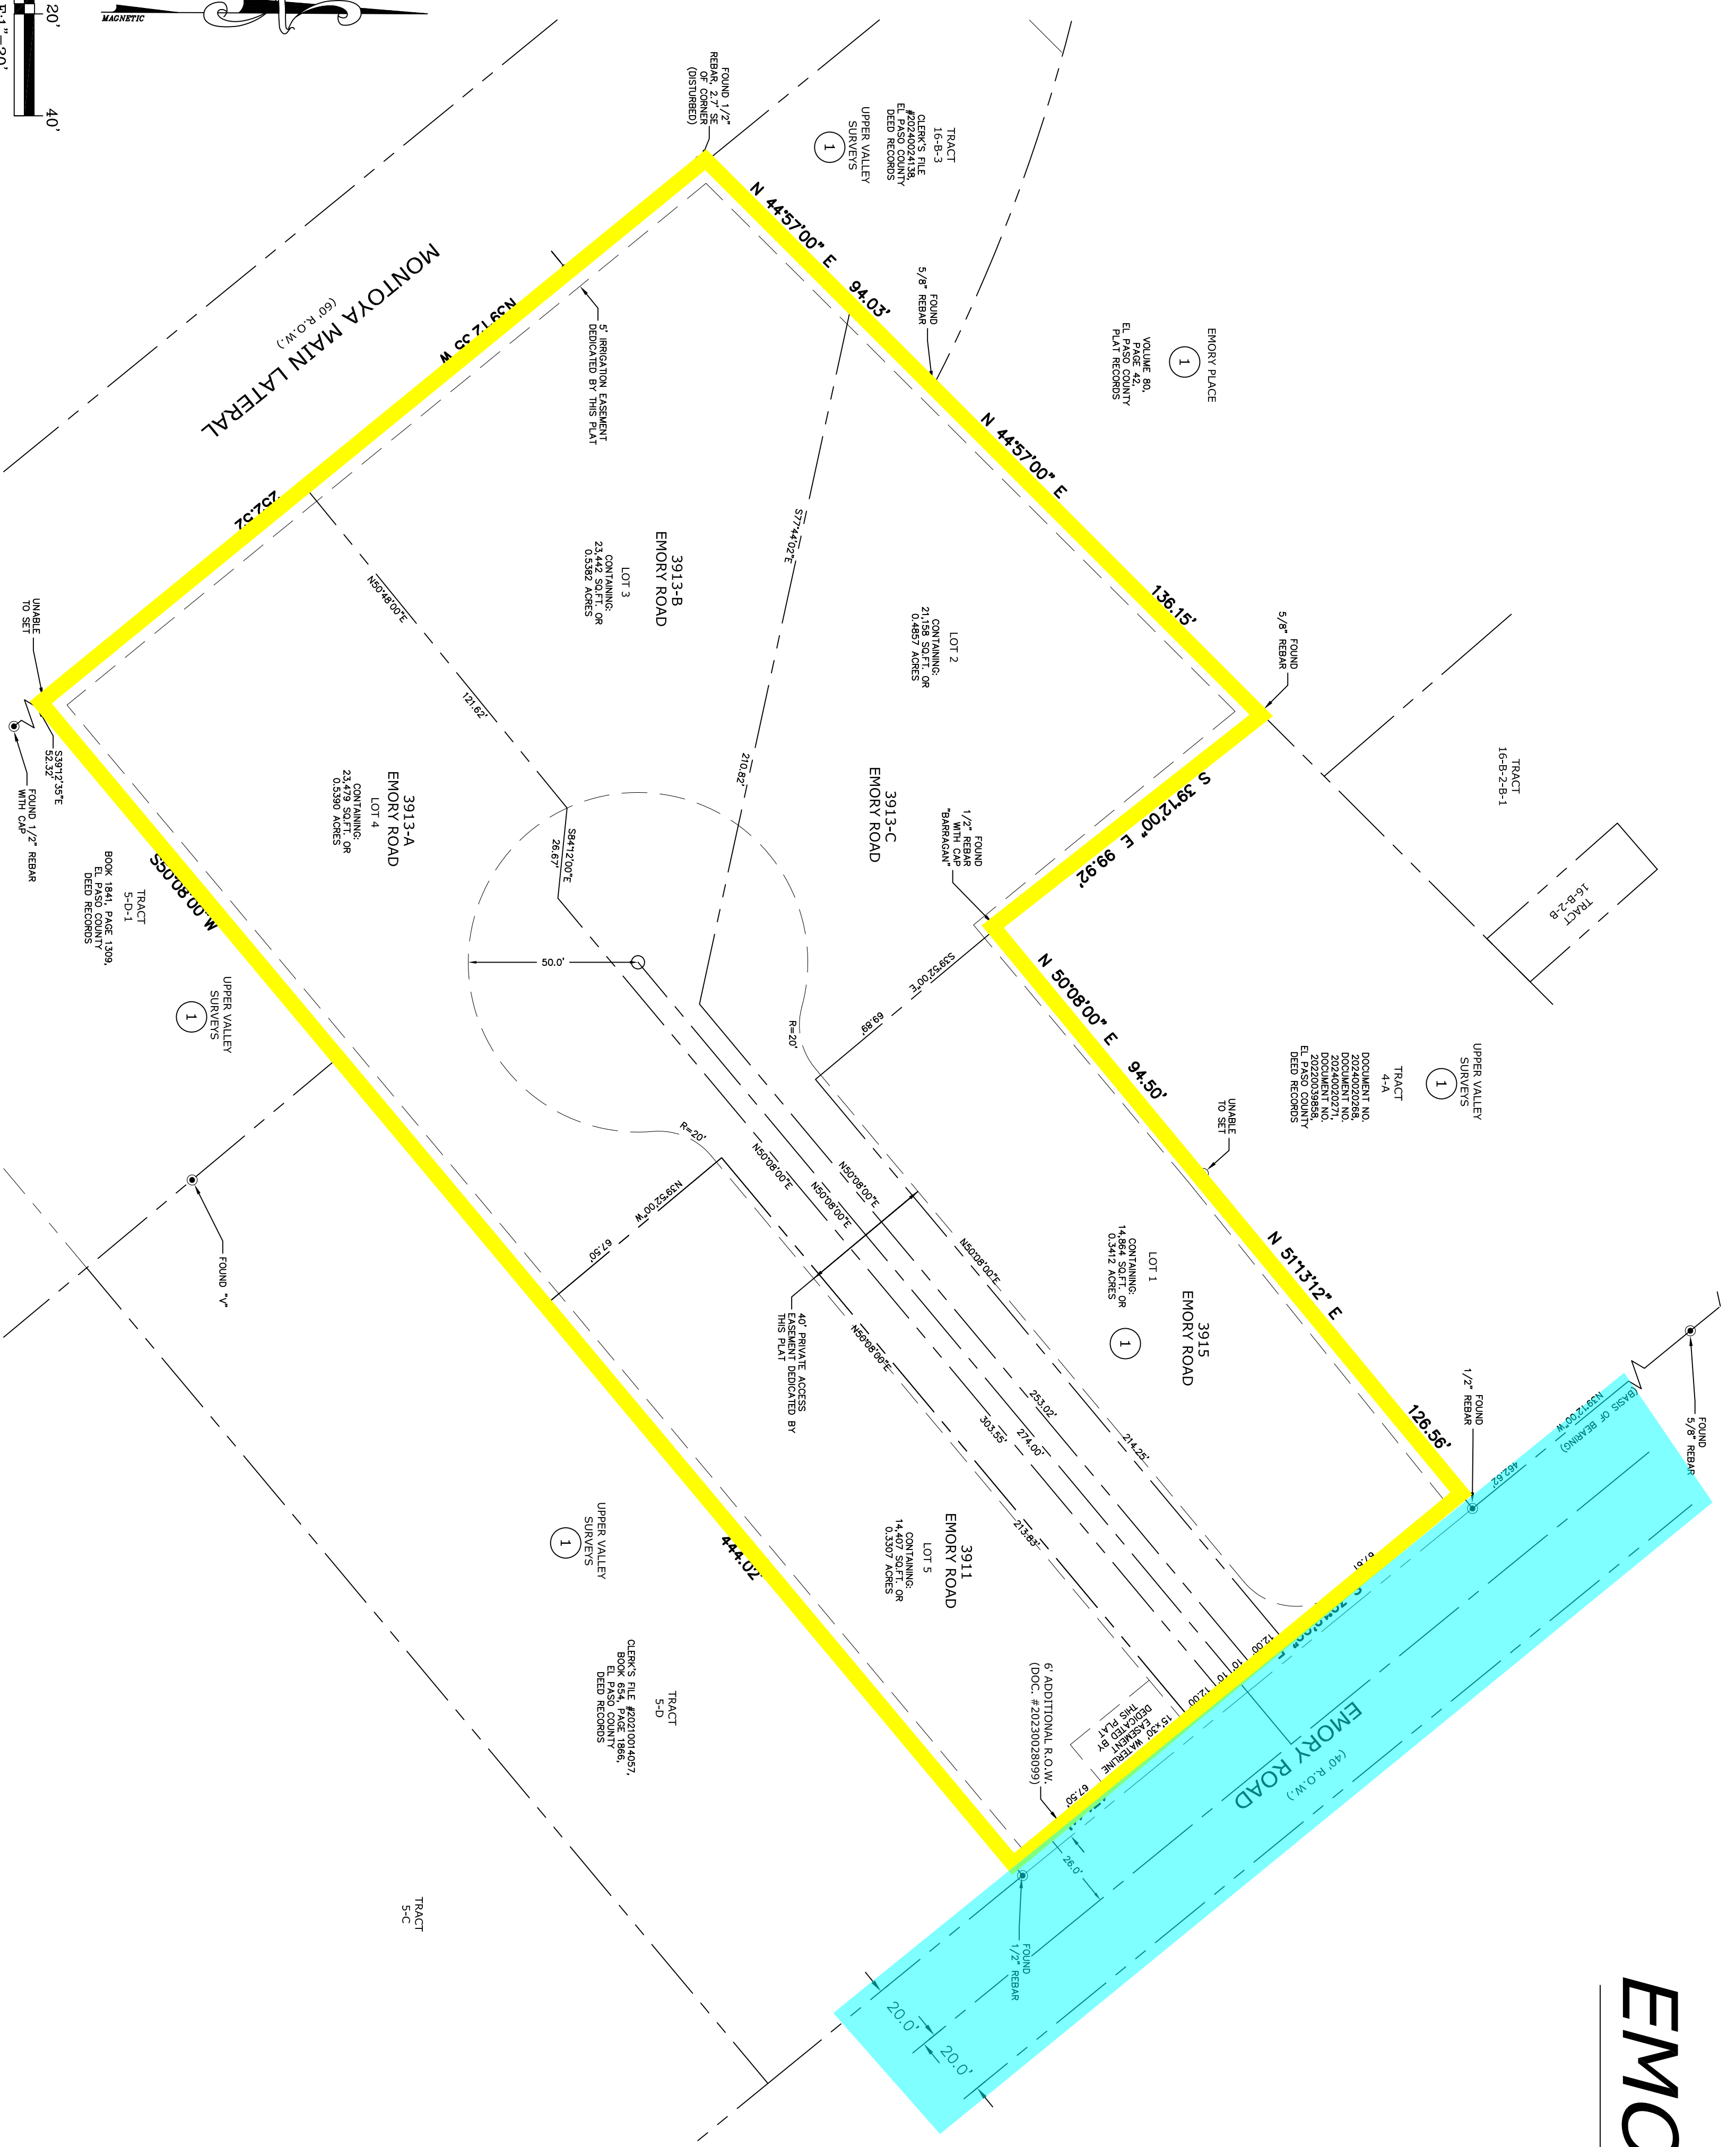 EMO
20'
40'
MAGNETIC
FOUND 1/2"
REBAR, 2.7' SE
OF CORNER
(DISTURBED)
TRACT
16-B-3
CLERK'S FILE
#20240024138,
EL PASO COUNTY
DEED RECORDS
UPPER VALLEY
SURVEYS
1
MONTOYA MAIN LATERAL
(60' R.O.W.)
N 44°57'00" E
94.03'
FOUND
5/8" REBAR
EMORY PLACE
1
VOLUME 80,
PAGE 42,
EL PASO COUNTY
PLAT RECORDS
N 44°57'00" E
136.15'
FOUND
5/8" REBAR
5' IRRIGATION EASEMENT
DEDICATED BY THIS PLAT
252.52'
UNABLE
TO SET
S39°12'35"E
52.32'
FOUND 1/2" REBAR
WITH CAP
N50°48'00"E
121.62'
S84°12'00"E
26.67'
3913-B
EMORY ROAD
LOT 3
CONTAINING:
23,442 SQ.FT. OR
0.5382 ACRES
S77°44'02"E
210.82'
LOT 2
CONTAINING:
21,158 SQ.FT. OR
0.4857 ACRES
3913-C
EMORY ROAD
3913-A
EMORY ROAD
LOT 4
CONTAINING:
23,479 SQ.FT. OR
0.5390 ACRES
TRACT
16-B-2-B-1
TRACT
16-B-2-B
S 39°12'00" E 99.92'
FOUND
1/2" REBAR
WITH CAP
"BARRAGAN"
S39°52'00"E
69.89'
50.0'
R=20'
R=20'
N 50°08'00" E
94.50'
UNABLE
TO SET
UPPER VALLEY
SURVEYS
1
TRACT
4-A
DOCUMENT NO.
20240020268,
DOCUMENT NO.
20240020271,
DOCUMENT NO.
20220039858,
EL PASO COUNTY
DEED RECORDS
N 51°13'12" E
126.56'
FOUND
1/2" REBAR
FOUND
5/8" REBAR
N39°12'00"W
(BASIS OF BEARING)
462.62'
TRACT
5-D-1
BOOK 1841, PAGE 1309,
EL PASO COUNTY
DEED RECORDS
S50°08'00"W
UPPER VALLEY
SURVEYS
1
FOUND "V"
N39°52'00"W
67.50'
N50°08'00"E
N50°08'00"E
N50°08'00"E
N50°08'00"E
N50°08'00"E
40' PRIVATE ACCESS
EASEMENT DEDICATED BY
THIS PLAT
253.02'
274.00'
303.55'
214.25'
213.83'
LOT 1
CONTAINING:
14,864 SQ.FT. OR
0.3412 ACRES
1
3915
EMORY ROAD
3911
EMORY ROAD
LOT 5
CONTAINING:
14,407 SQ.FT. OR
0.3307 ACRES
444.02'
UPPER VALLEY
SURVEYS
1
TRACT
5-D
CLERK'S FILE #20210014057,
BOOK 654, PAGE 1866,
EL PASO COUNTY
DEED RECORDS
TRACT
5-C
12.00'
10'
10'
12.00'
15'x30' WATERLINE
EASEMENT
DEDICATED BY
THIS PLAT
67.50'
6' ADDITIONAL R.O.W.
(DOC. #20230028099)
26.0'
EMORY ROAD
(40' R.O.W.)
FOUND
1/2" REBAR
20.0'
20.0'